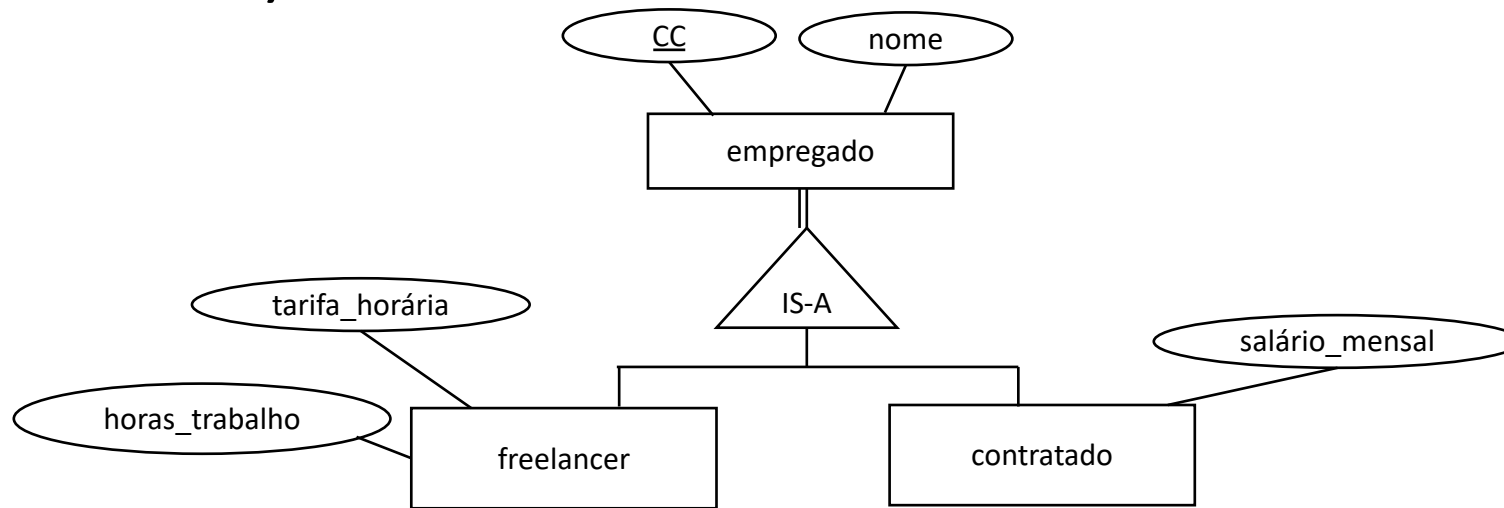 CC
nome
empregado
IS-A
tarifa_horária
salário_mensal
horas_trabalho
freelancer
contratado